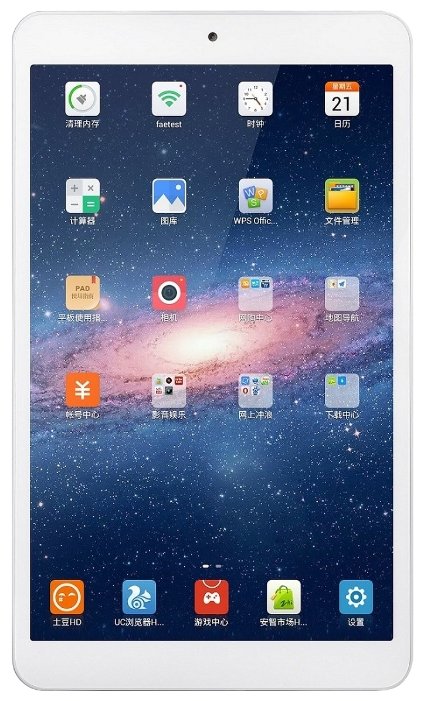 清理内存
faetest
时钟
星期五
21
日历
计算器
图库
WPS Offic...
文件管理
PAD
平板使用指...
相机
网购中心
地图导航
¥
帐号中心
影音娱乐
网上冲浪
下载中心
土豆HD
UC浏览器H...
游戏中心
安智市场H...
设置